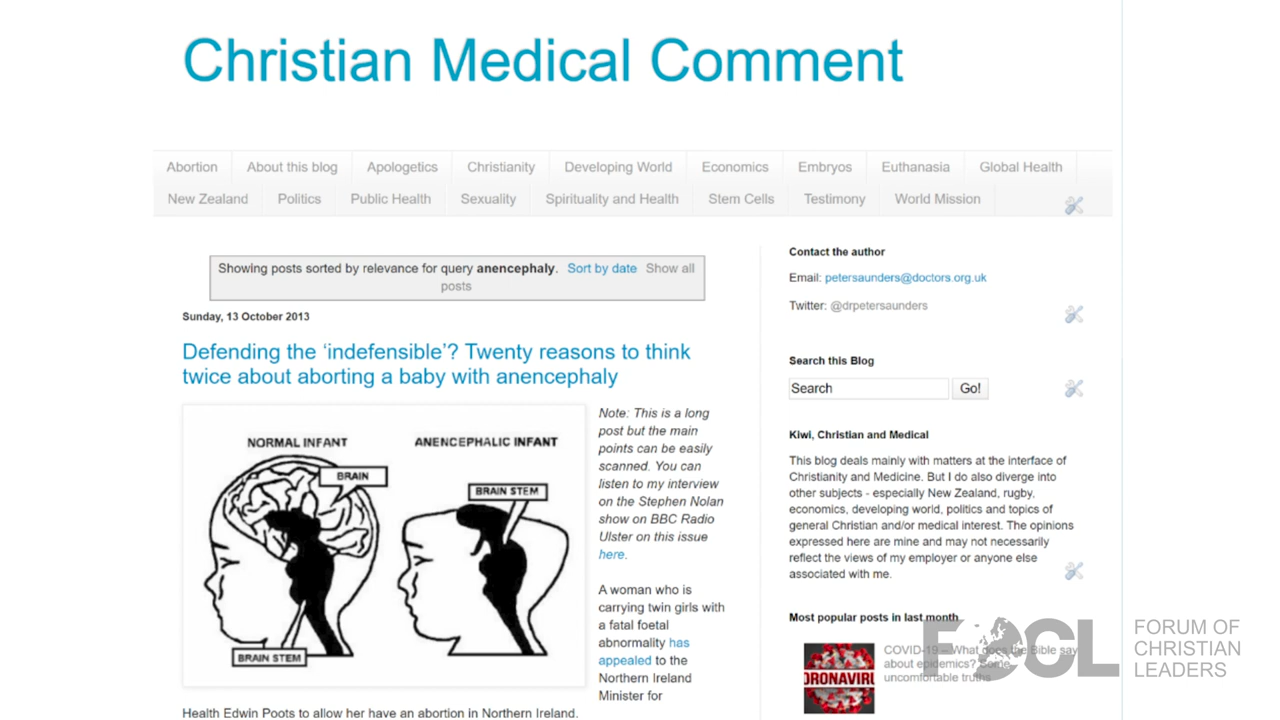 Christian Medical Comment
Abortion About this blog Apologetics Christianity Developing World Economics Embryos Euthanasia Global Health
New Zealand Politics Public Health Sexuality Spirituality and Health Stem Cells Testimony World Mission
Showing posts sorted by relevance for query anencephaly. Sort by date Show all
posts
Sunday, 13 October 2013
Defending the ‘indefensible’? Twenty reasons to think
twice about aborting a baby with anencephaly
NORMAL INFANT
ANENCEPHALIC INFANT
BRAIN
BRAIN STEM
BRAIN STEM
Note: This is a long
post but the main
points can be easily
scanned. You can
listen to my interview
on the Stephen Nolan
show on BBC Radio
Ulster on this issue
here.
A woman who is
carrying twin girls with
a fatal foetal
abnormality has
appealed to the
Northern Ireland
Minister for
Health Edwin Poots to allow her have an abortion in Northern Ireland.
Contact the author
Email: petersaunders@doctors.org.uk
Twitter: @drpetersaunders
Search this Blog
Search Go!
Kiwi, Christian and Medical
This blog deals mainly with matters at the interface of
Christianity and Medicine. But I do also diverge into
other subjects - especially New Zealand, rugby,
economics, developing world, politics and topics of
general Christian and/or medical interest. The opinions
expressed here are mine and may not necessarily
reflect the views of my employer or anyone else
associated with me.
Most popular posts in last month
ORONAVIRU
COVID-19 – What does the Bible say
about epidemics? Some
uncomfortable truths
FOCL
FORUM OF
CHRISTIAN
LEADERS